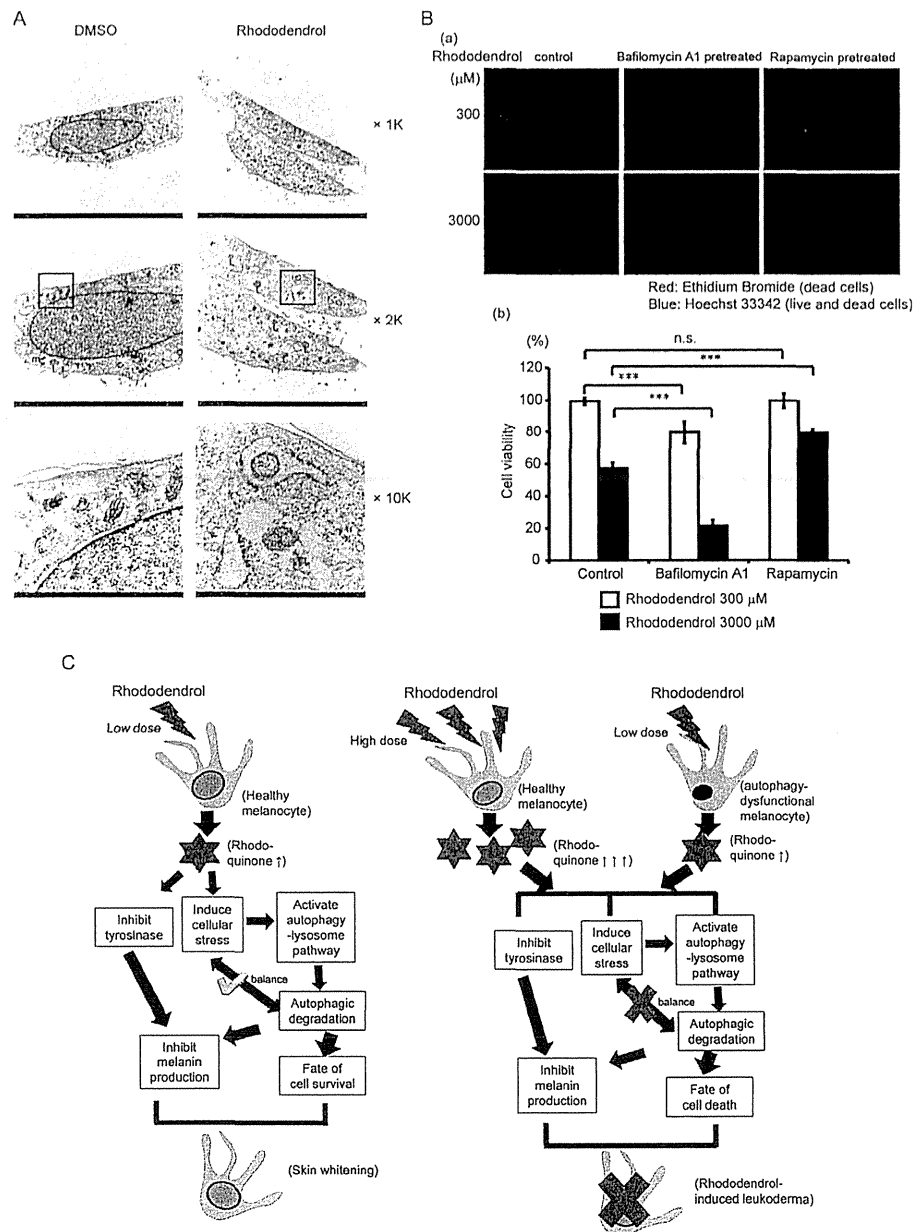 A
DMSO
Rhododendrol
× 1K
× 2K
× 10K
B
(a)
Rhododendrol
(μM)
control
Bafilomycin A1 pretreated
Rapamycin pretreated
300
3000
Red: Ethidium Bromide (dead cells)
Blue: Hoechst 33342 (live and dead cells)
(b)
(%)
n.s.
***
***
***
120
100
80
60
40
20
0
Cell viability
Control
Bafilomycin A1
Rapamycin
Rhododendrol 300 μM
Rhododendrol 3000 μM
C
Rhododendrol
Low dose
(Healthy
melanocyte)
(Rhodo-
quinone ↑)
Inhibit
tyrosinase
Induce
cellular
stress
Activate
autophagy
-lysosome
pathway
balance
Autophagic
degradation
Inhibit
melanin
production
Fate of
cell survival
(Skin whitening)
Rhododendrol
High dose
(Healthy
melanocyte)
(Rhodo-
quinone ↑ ↑ ↑)
Rhododendrol
Low dose
(autophagy-
dysfunctional
melanocyte)
(Rhodo-
quinone ↑)
Inhibit
tyrosinase
Induce
cellular
stress
Activate
autophagy
-lysosome
pathway
balance
Autophagic
degradation
Inhibit
melanin
production
Fate of
cell death
(Rhododendrol-
induced leukoderma)